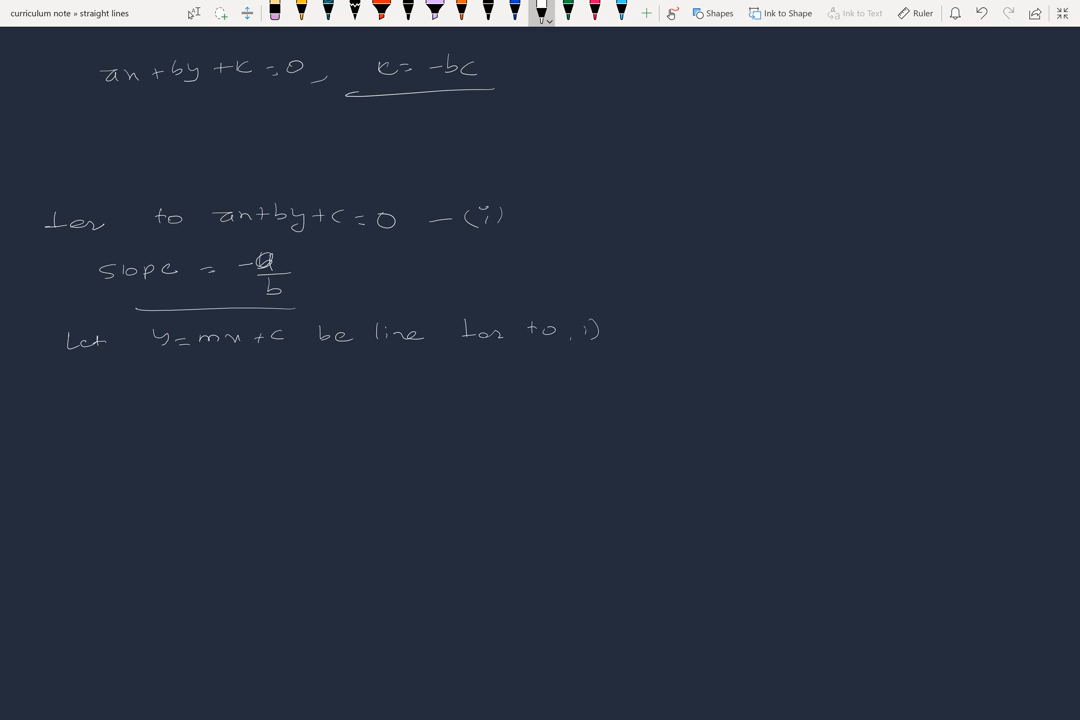 curriculum note » straight lines
Shapes Ink to Shape Ink to Text Ruler
ax + by + k = 0, k = -bc
⊥er to ax + by + c = 0 - (i)
slope = -a/b
Let y = mx + c be line ⊥er to i)